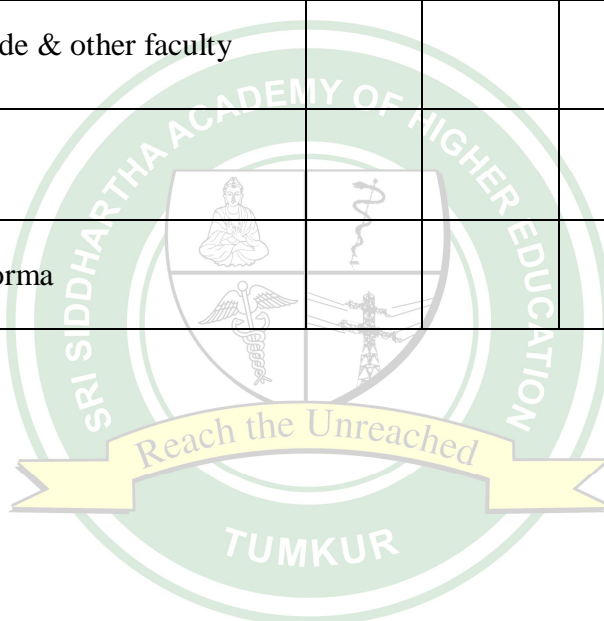 de & other faculty
orma
SRI SIDDHARTHA ACADEMY OF HIGHER EDUCATION
Reach the Unreached
TUMKUR